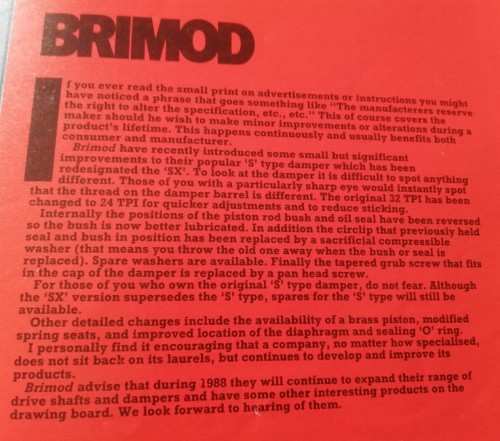 BRIMOD
If you ever read the small print on advertisements or instructions you might
have noticed a phrase that goes something like "The manufacterers reserve
the right to alter the specification, etc., etc." This of course covers the
maker should he wish to make minor improvements or alterations during a
product's lifetime. This happens continuously and usually benefits both
consumer and manufacturer.
Brimod have recently introduced some small but significant
improvements to their popular 'S' type damper which has been
redesignated the 'SX'. To look at the damper it is difficult to spot anything
different. Those of you with a particularly sharp eye would instantly spot
that the thread on the damper barrel is different. The original 32 TPI has been
changed to 24 TPI for quicker adjustments and to reduce sticking.
Internally the positions of the piston rod bush and oil seal have been reversed
so the bush is now better lubricated. In addition the circlip that previously held
seal and bush in position has been replaced by a sacrificial compressible
washer (that means you throw the old one away when the bush or seal is
replaced). Spare washers are available. Finally the tapered grub screw that fits
in the cap of the damper is replaced by a pan head screw.
For those of you who own the original 'S' type damper, do not fear. Although
the 'SX' version supersedes the 'S' type, spares for the 'S' type will still be
available.
Other detailed changes include the availability of a brass piston, modified
spring seats, and improved location of the diaphragm and sealing 'O' ring.
I personally find it encouraging that a company, no matter how specialised,
does not sit back on its laurels, but continues to develop and improve its
products.
Brimod advise that during 1988 they will continue to expand their range of
drive shafts and dampers and have some other interesting products on the
drawing board. We look forward to hearing of them.